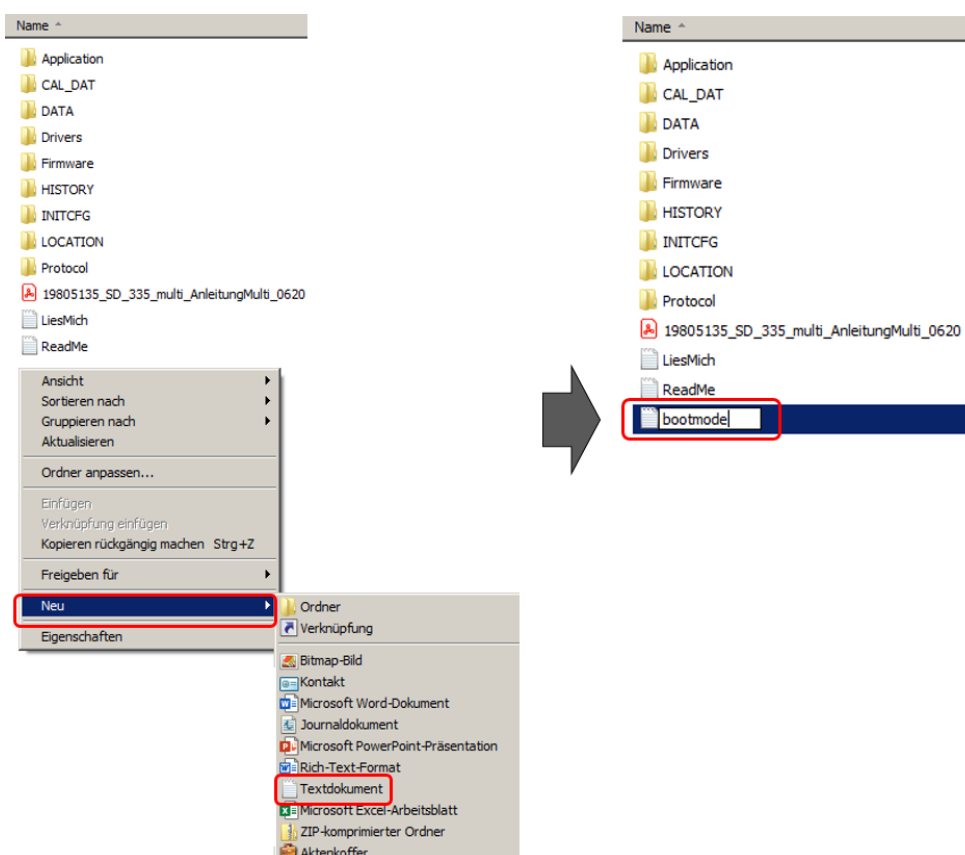 Name
Application
CAL_DAT
DATA
Drivers
Firmware
HISTORY
INITCFG
LOCATION
Protocol
19805135_SD_335_multi_AnleitungMulti_0620
LiesMich
ReadMe
Ansicht
Sortieren nach
Gruppieren nach
Aktualisieren
Ordner anpassen...
Einfügen
Verknüpfung einfügen
Kopieren rückgängig machen Strg+Z
Freigeben für
Neu
Eigenschaften
Ordner
Verknüpfung
Bitmap-Bild
Kontakt
Microsoft Word-Dokument
Journaldokument
Microsoft PowerPoint-Präsentation
Rich-Text-Format
Textdokument
Microsoft Excel-Arbeitsblatt
ZIP-komprimierter Ordner
Aktenkoffer
Name
Application
CAL_DAT
DATA
Drivers
Firmware
HISTORY
INITCFG
LOCATION
Protocol
19805135_SD_335_multi_AnleitungMulti_0620
LiesMich
ReadMe
bootmode